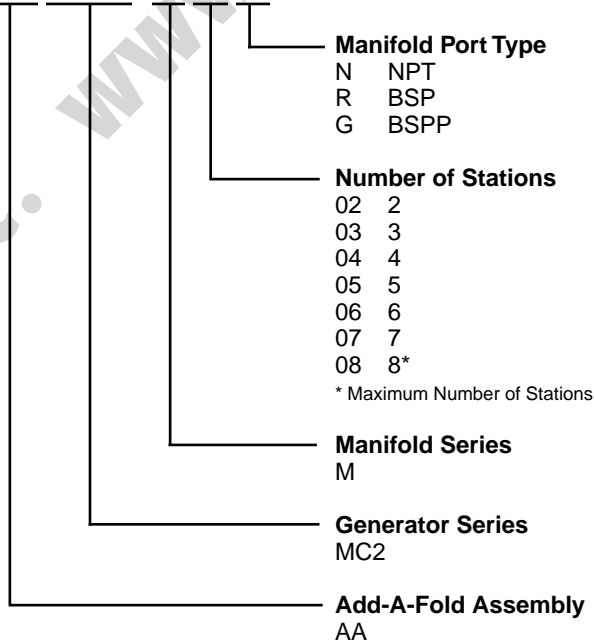 Manifold Port Type
N NPT
R BSP
G BSPP
Number of Stations
02 2
03 3
04 4
05 5
06 6
07 7
08 8*
* Maximum Number of Stations
Manifold Series
M
Generator Series
MC2
Add-A-Fold Assembly
AA